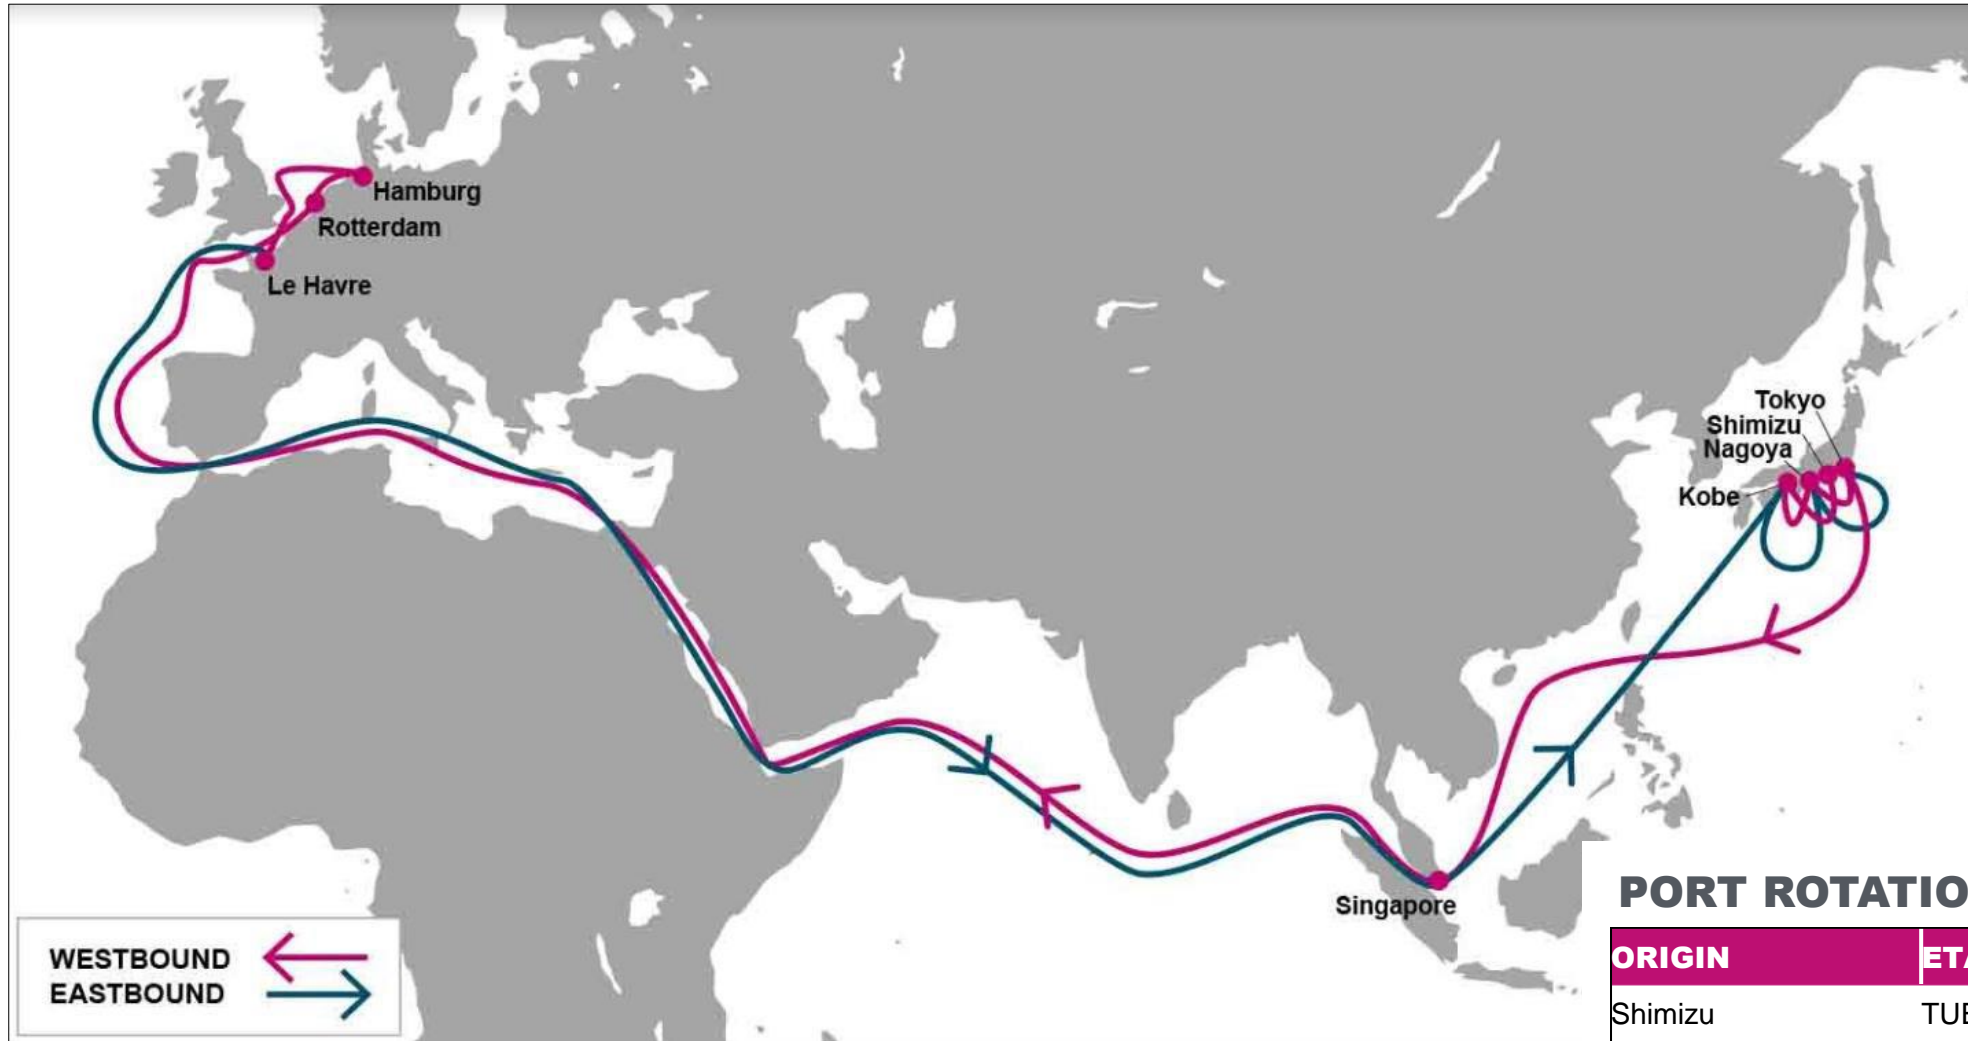 Hamburg
Rotterdam
Le Havre
Tokyo
Shimizu
Nagoya
Kobe
Singapore
WESTBOUND
EASTBOUND
PORT ROTATIO
ORIGIN ETA
Shimizu TUE